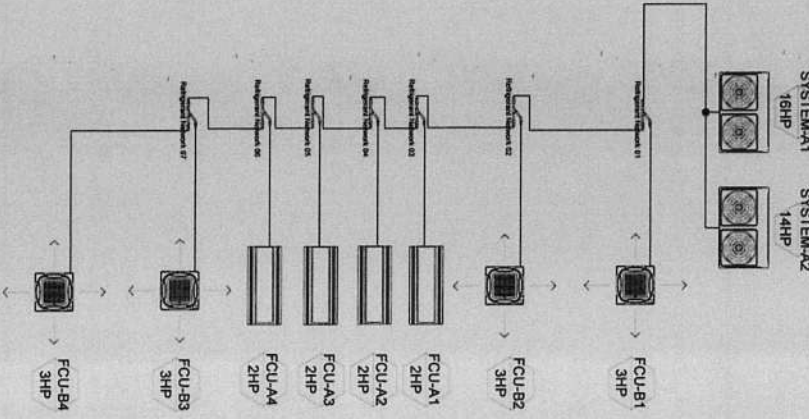 SYSTEM-A1
16HP
SYSTEM-A2
14HP
Refrigerant Network 01
Refrigerant Network 02
Refrigerant Network 03
Refrigerant Network 04
Refrigerant Network 05
Refrigerant Network 06
Refrigerant Network 07
FCU-B1
3HP
FCU-B2
3HP
FCU-A1
2HP
FCU-A2
2HP
FCU-A3
2HP
FCU-A4
2HP
FCU-B3
3HP
FCU-B4
3HP